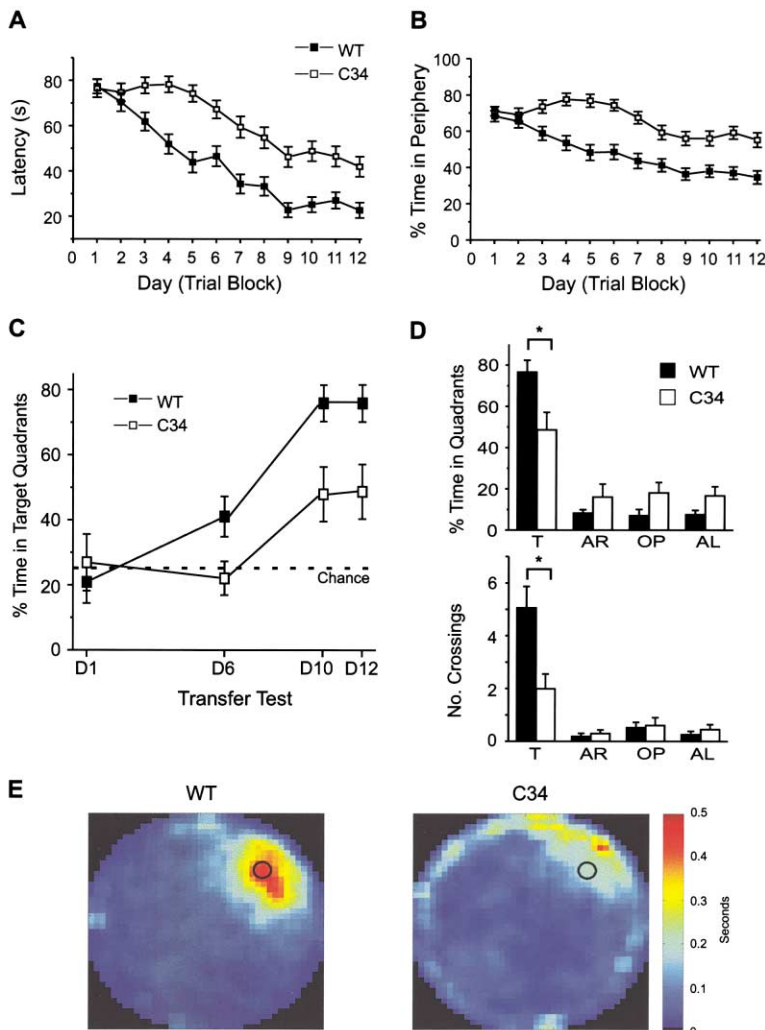 A
WT
C34
Latency (s)
80
60
40
20
0 1 2 3 4 5 6 7 8 9 10 11 12
Day (Trial Block)
B
% Time in Periphery
100
80
60
40
20
0
0 1 2 3 4 5 6 7 8 9 10 11 12
Day (Trial Block)
C
WT
C34
% Time in Target Quadrants
80
60
40
20
0
Chance
D1 D6 D10 D12
Transfer Test
D
*
WT
C34
% Time in Quadrants
80
60
40
20
0
T AR OP AL
*
No. Crossings
6
4
2
0
T AR OP AL
E
WT C34
0.5
0.4
0.3
0.2
0.1
0
Seconds